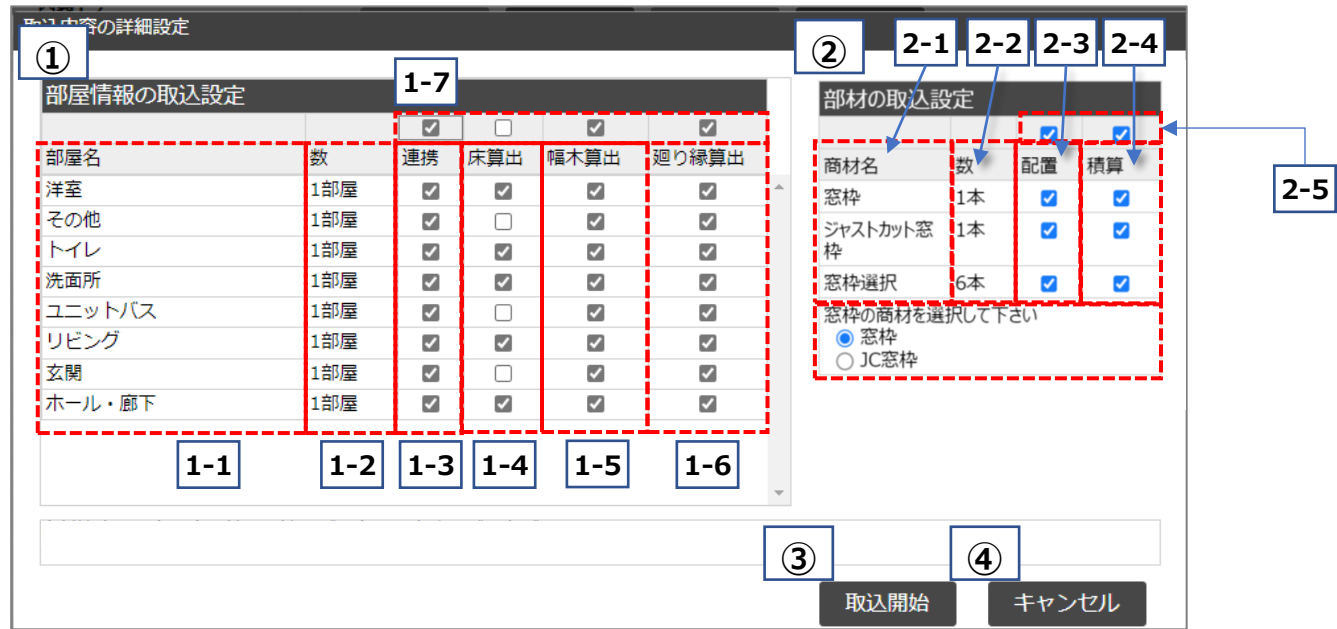 取込内容の詳細設定
①
②
2-1
2-2
2-3
2-4
1-7
部屋情報の取込設定
部屋名 数 連携 床算出 幅木算出 廻り縁算出
洋室 1部屋
その他 1部屋
トイレ 1部屋
洗面所 1部屋
ユニットバス 1部屋
リビング 1部屋
玄関 1部屋
ホール・廊下 1部屋
1-1
1-2
1-3
1-4
1-5
1-6
部材の取込設定
商材名 数 配置 積算
窓枠 1本
ジャストカット窓
枠 1本
窓枠選択 6本
窓枠の商材を選択して下さい
窓枠
JC窓枠
2-5
③
④
取込開始
キャンセル